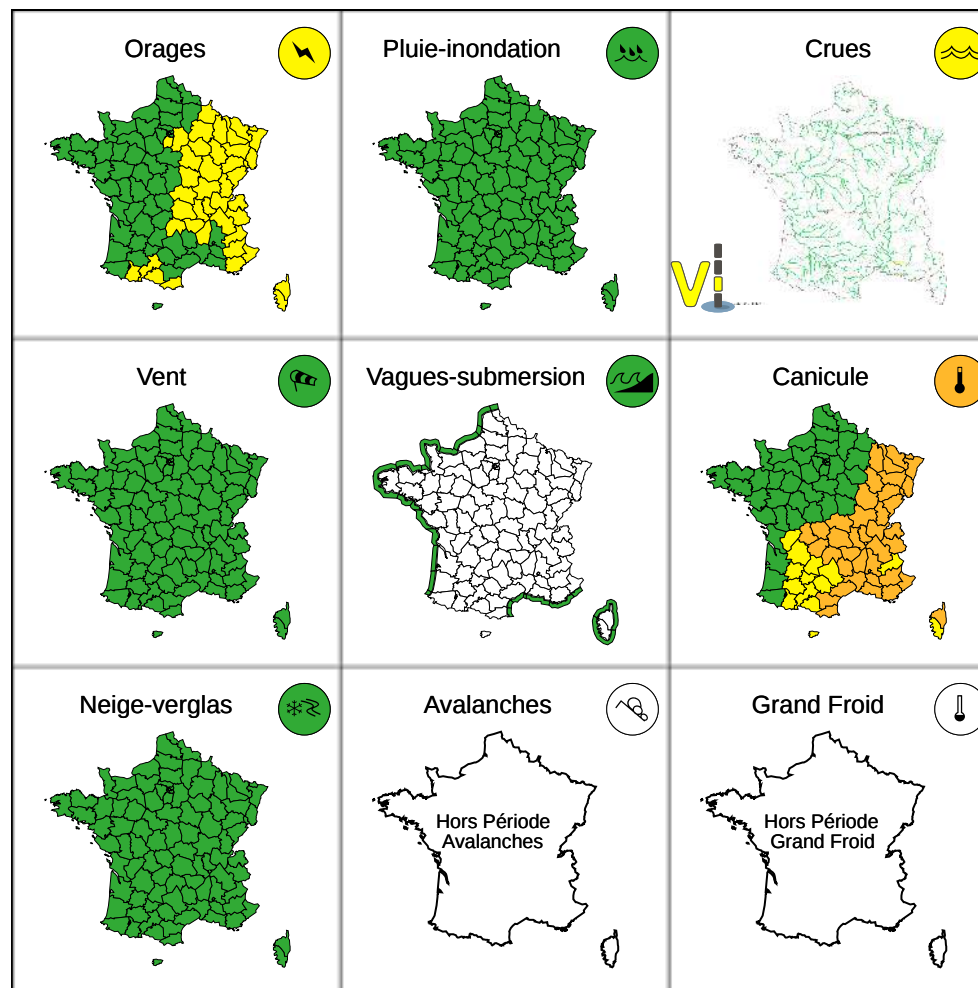 Orages
Pluie-inondation
Crues
Vi
Vent
Vagues-submersion
Canicule
Neige-verglas
Avalanches
Grand Froid
Hors Période
Avalanches
Hors Période
Grand Froid